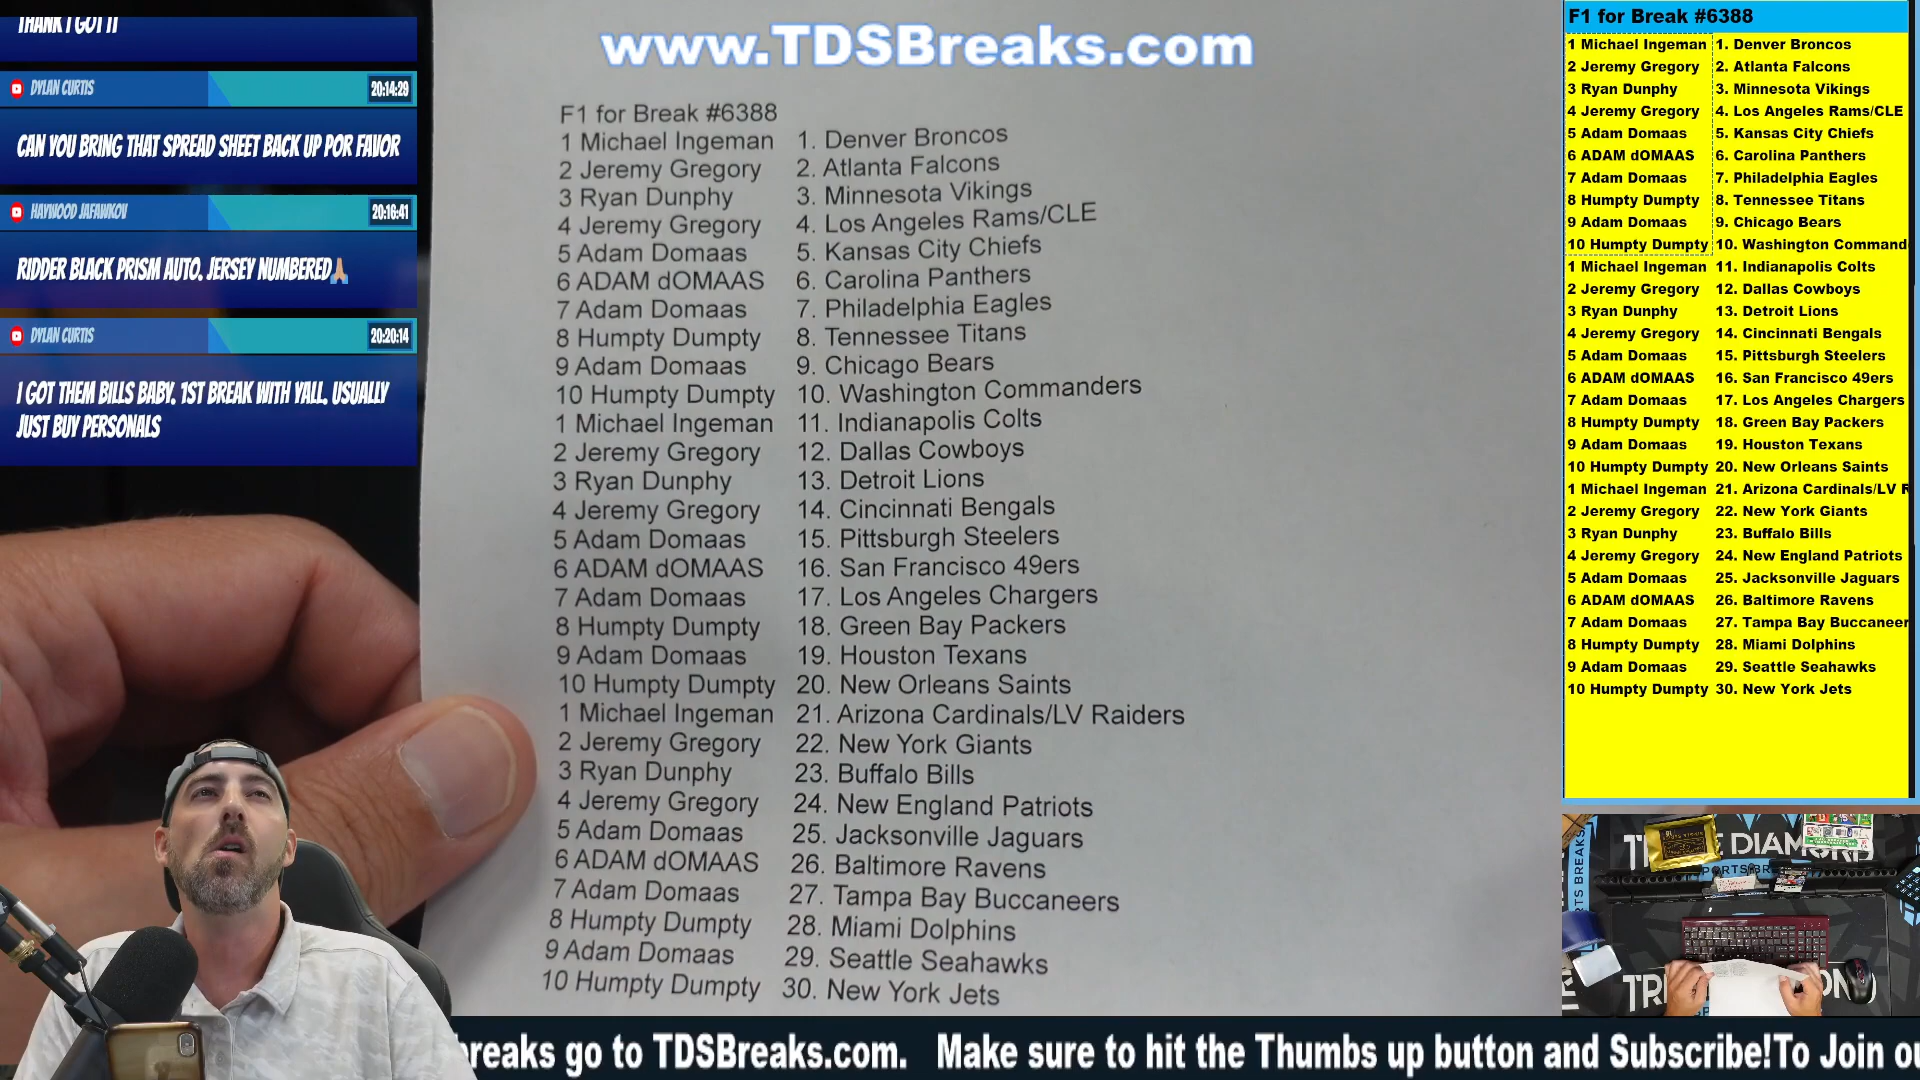 THANK I GOT IT
DYLAN CURTIS
20:14:29
CAN YOU BRING THAT SPREAD SHEET BACK UP POR FAVOR
HAYWOOD JAFAWKOV
20:16:41
RIDDER BLACK PRISM AUTO. JERSEY NUMBERED🙏🏽
DYLAN CURTIS
20:20:14
I GOT THEM BILLS BABY. 1ST BREAK WITH YALL. USUALLY
JUST BUY PERSONALS
www.TDSBreaks.com
F1 for Break #6388
1 Michael Ingeman 1. Denver Broncos
2 Jeremy Gregory 2. Atlanta Falcons
3 Ryan Dunphy 3. Minnesota Vikings
4 Jeremy Gregory 4. Los Angeles Rams/CLE
5 Adam Domaas 5. Kansas City Chiefs
6 ADAM dOMAAS 6. Carolina Panthers
7 Adam Domaas 7. Philadelphia Eagles
8 Humpty Dumpty 8. Tennessee Titans
9 Adam Domaas 9. Chicago Bears
10 Humpty Dumpty 10. Washington Commanders
1 Michael Ingeman 11. Indianapolis Colts
2 Jeremy Gregory 12. Dallas Cowboys
3 Ryan Dunphy 13. Detroit Lions
4 Jeremy Gregory 14. Cincinnati Bengals
5 Adam Domaas 15. Pittsburgh Steelers
6 ADAM dOMAAS 16. San Francisco 49ers
7 Adam Domaas 17. Los Angeles Chargers
8 Humpty Dumpty 18. Green Bay Packers
9 Adam Domaas 19. Houston Texans
10 Humpty Dumpty 20. New Orleans Saints
1 Michael Ingeman 21. Arizona Cardinals/LV Raiders
2 Jeremy Gregory 22. New York Giants
3 Ryan Dunphy 23. Buffalo Bills
4 Jeremy Gregory 24. New England Patriots
5 Adam Domaas 25. Jacksonville Jaguars
6 ADAM dOMAAS 26. Baltimore Ravens
7 Adam Domaas 27. Tampa Bay Buccaneers
8 Humpty Dumpty 28. Miami Dolphins
9 Adam Domaas 29. Seattle Seahawks
10 Humpty Dumpty 30. New York Jets
F1 for Break #6388
1 Michael Ingeman 1. Denver Broncos
2 Jeremy Gregory 2. Atlanta Falcons
3 Ryan Dunphy 3. Minnesota Vikings
4 Jeremy Gregory 4. Los Angeles Rams/CLE
5 Adam Domaas 5. Kansas City Chiefs
6 ADAM dOMAAS 6. Carolina Panthers
7 Adam Domaas 7. Philadelphia Eagles
8 Humpty Dumpty 8. Tennessee Titans
9 Adam Domaas 9. Chicago Bears
10 Humpty Dumpty 10. Washington Command
1 Michael Ingeman 11. Indianapolis Colts
2 Jeremy Gregory 12. Dallas Cowboys
3 Ryan Dunphy 13. Detroit Lions
4 Jeremy Gregory 14. Cincinnati Bengals
5 Adam Domaas 15. Pittsburgh Steelers
6 ADAM dOMAAS 16. San Francisco 49ers
7 Adam Domaas 17. Los Angeles Chargers
8 Humpty Dumpty 18. Green Bay Packers
9 Adam Domaas 19. Houston Texans
10 Humpty Dumpty 20. New Orleans Saints
1 Michael Ingeman 21. Arizona Cardinals/LV R
2 Jeremy Gregory 22. New York Giants
3 Ryan Dunphy 23. Buffalo Bills
4 Jeremy Gregory 24. New England Patriots
5 Adam Domaas 25. Jacksonville Jaguars
6 ADAM dOMAAS 26. Baltimore Ravens
7 Adam Domaas 27. Tampa Bay Buccaneer
8 Humpty Dumpty 28. Miami Dolphins
9 Adam Domaas 29. Seattle Seahawks
10 Humpty Dumpty 30. New York Jets
DIAM
breaks go to TDSBreaks.com. Make sure to hit the Thumbs up button and Subscribe!To Join ou